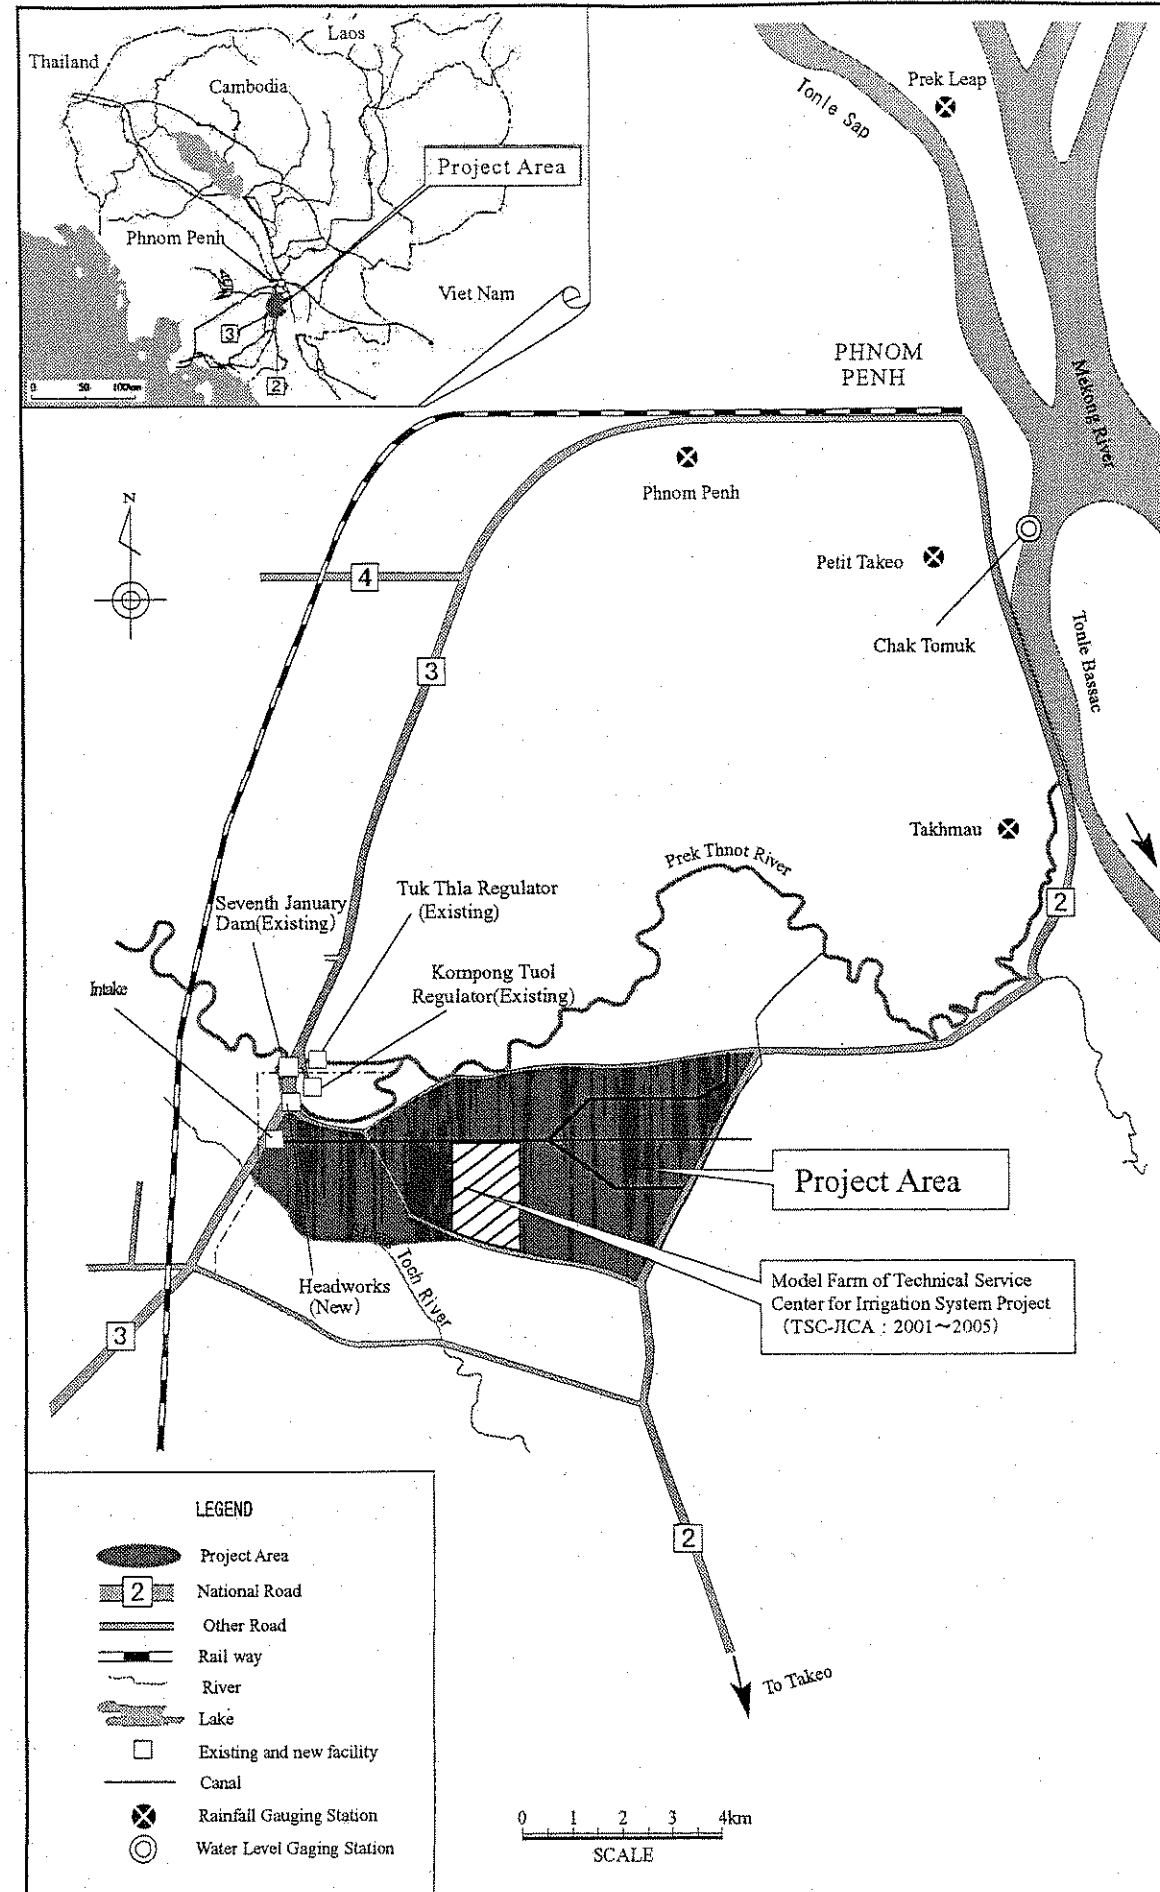 Laos
Thailand
Cambodia
Project Area
Phnom Penh
Viet Nam
3
2
0 50 100km
Tonle Sap
Prek Leap
PHNOM
PENH
Mekong River
Phnom Penh
N
Petit Takeo
4
Chak Tomuk
3
Tonle Bassac
Takhmau
Prek Thnot River
2
Seventh January
Dam(Existing)
Tuk Thla Regulator
(Existing)
Kompong Tuol
Regulator(Existing)
Intake
Project Area
Headworks
(New)
Toch River
Model Farm of Technical Service
Center for Irrigation System Project
(TSC-JICA : 2001～2005)
3
2
To Takeo
LEGEND
Project Area
2 National Road
Other Road
Rail way
River
Lake
Existing and new facility
Canal
Rainfall Gauging Station
Water Level Gaging Station
0 1 2 3 4km
SCALE